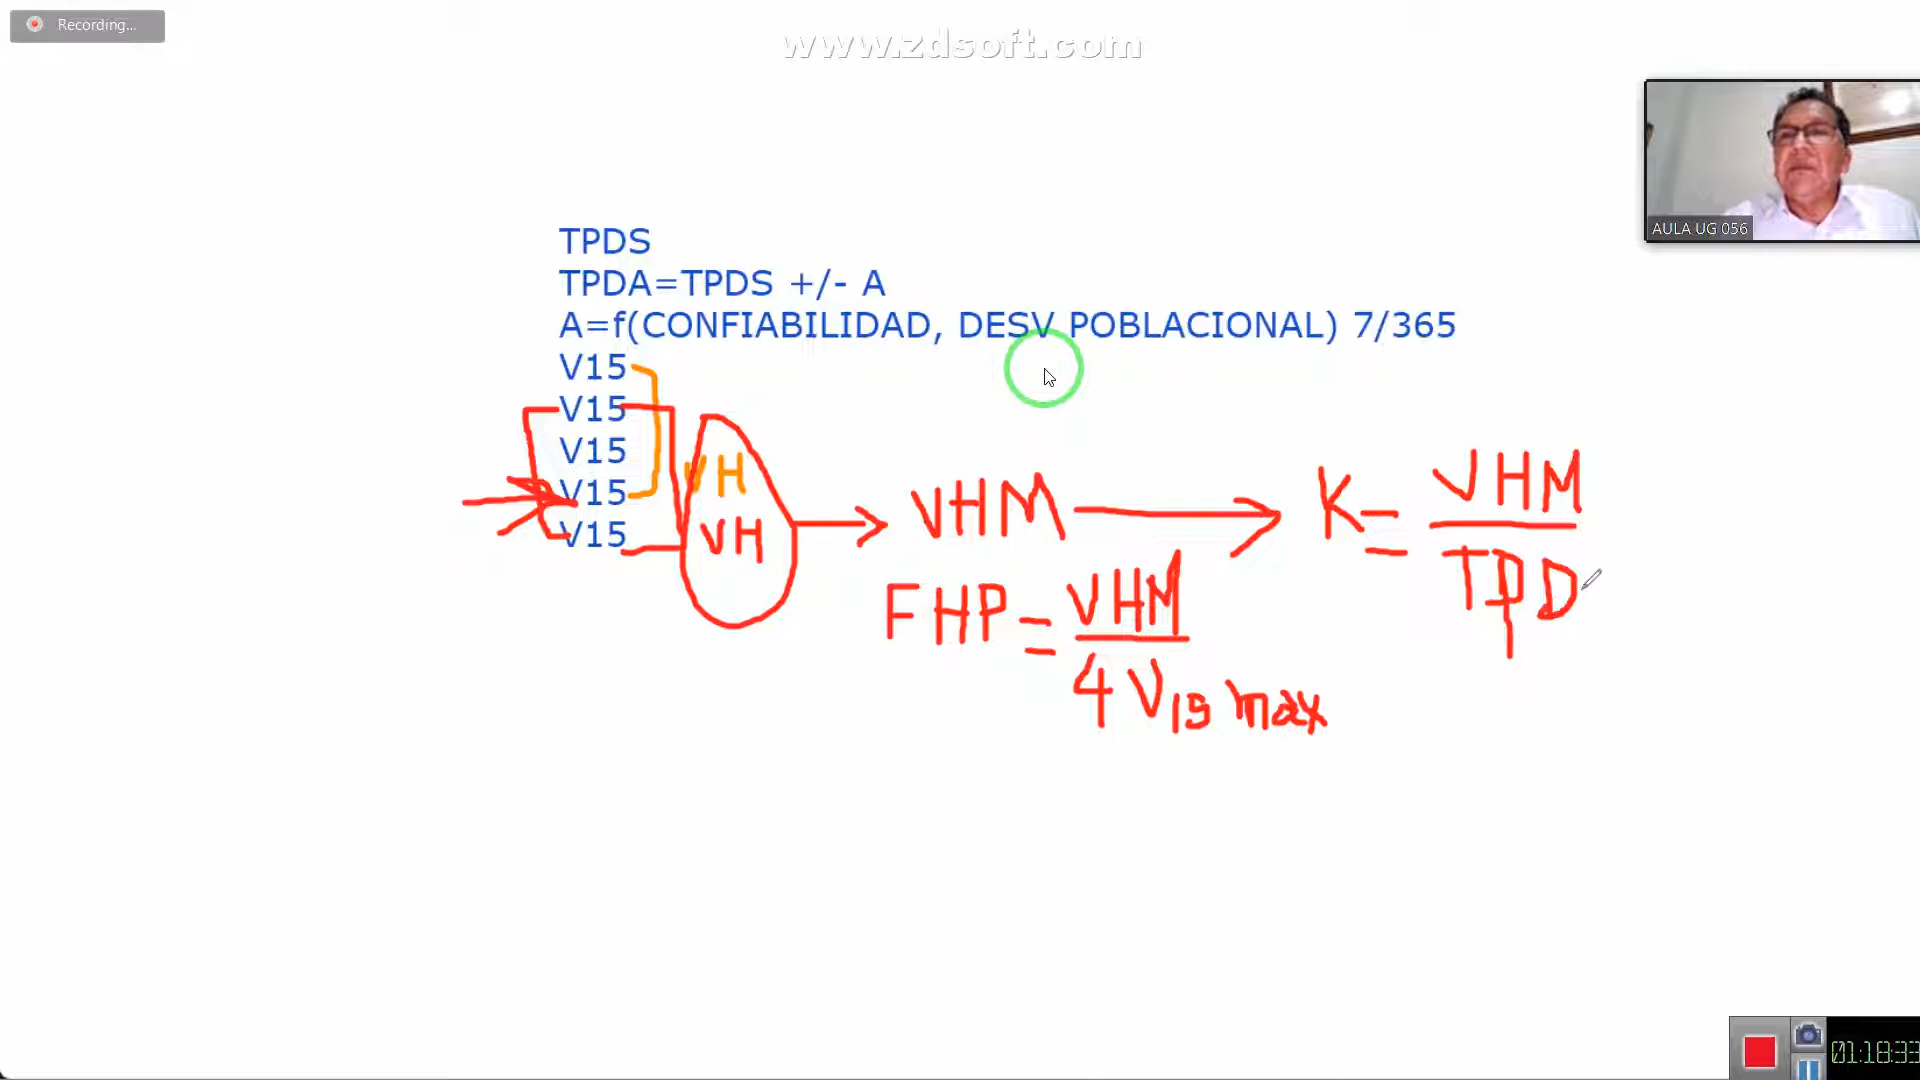 Recording...
www.zdsoft.com
AULA UG 056
TPDS
TPDA=TPDS +/- A
A=f(CONFIABILIDAD, DESV POBLACIONAL) 7/365
V15
V15
V15
V15
V15
VH
VH
VHM
K=
VHM
TPD
FHP=
VHM
4 V15 max
01:18:33